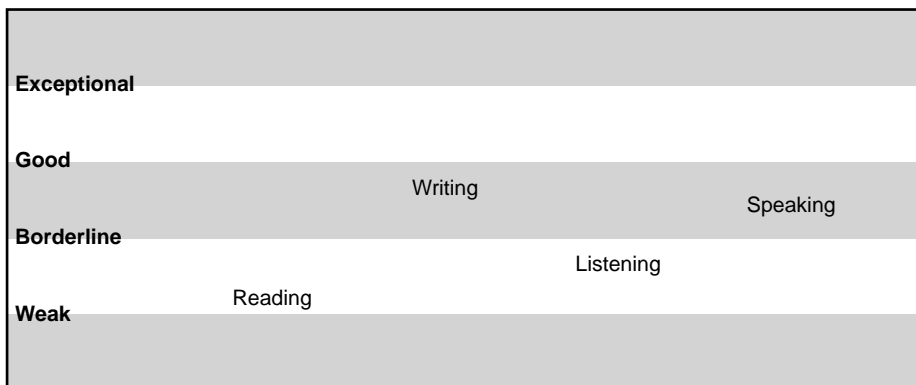 Exceptional
Good
Writing
Speaking
Borderline
Listening
Reading
Weak